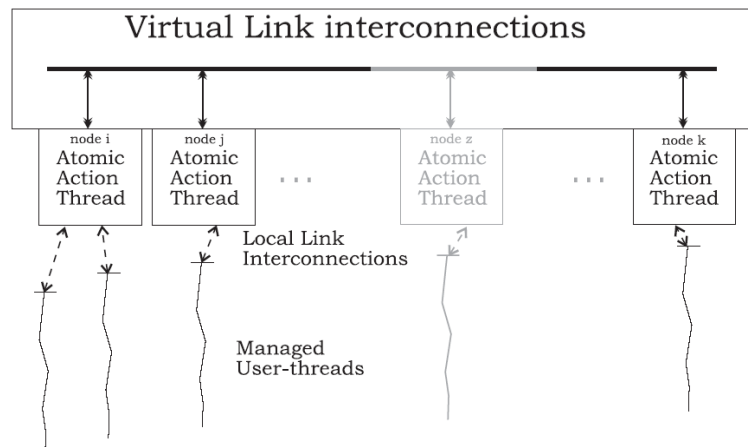 Virtual Link interconnections
node i
Atomic
Action
Thread
node j
Atomic
Action
Thread
...
node z
Atomic
Action
Thread
...
node k
Atomic
Action
Thread
Local Link
Interconnections
Managed
User-threads